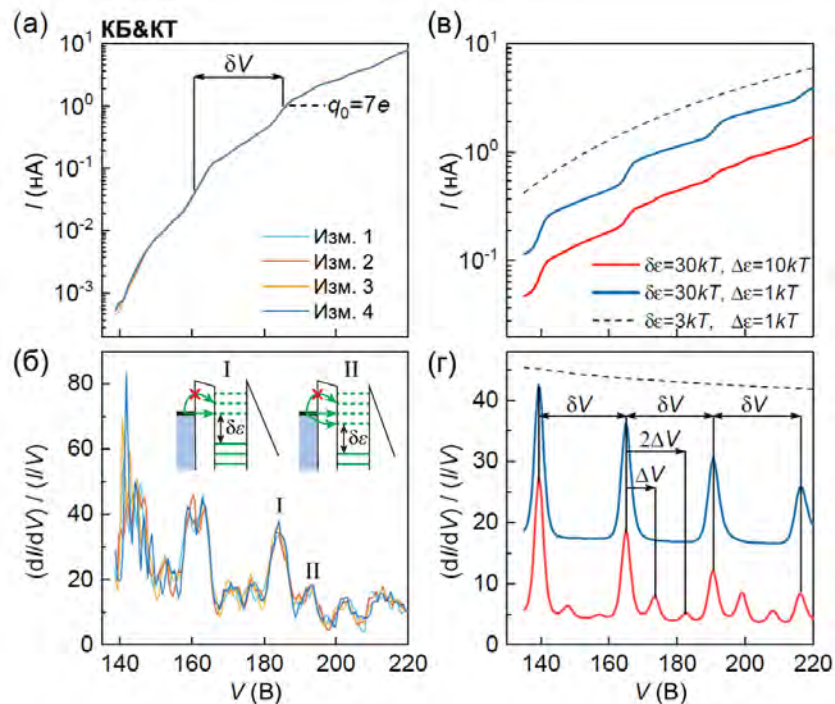 (а)
КБ&КТ
10¹
10⁰
10⁻¹
10⁻²
10⁻³
I (нА)
δV
q₀=7e
Изм. 1
Изм. 2
Изм. 3
Изм. 4
(в)
10¹
10⁰
10⁻¹
I (нА)
δε=30kT, Δε=10kT
δε=30kT, Δε=1kT
δε=3kT, Δε=1kT
(б)
80
60
40
20
0
(dI/dV) / (I/V)
I
II
δε
δε
I
II
140 160 180 200 220
V (В)
(г)
40
30
20
10
0
(dI/dV) / (I/V)
δV
δV
δV
2ΔV
ΔV
140 160 180 200 220
V (В)